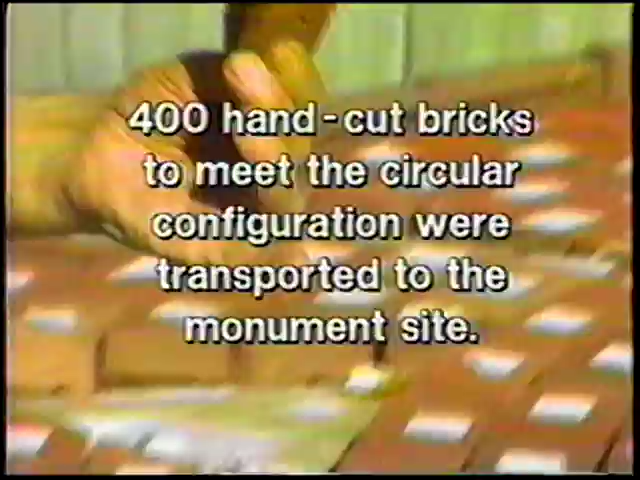 400 hand-cut bricks
to meet the circular
configuration were
transported to the
monument site.